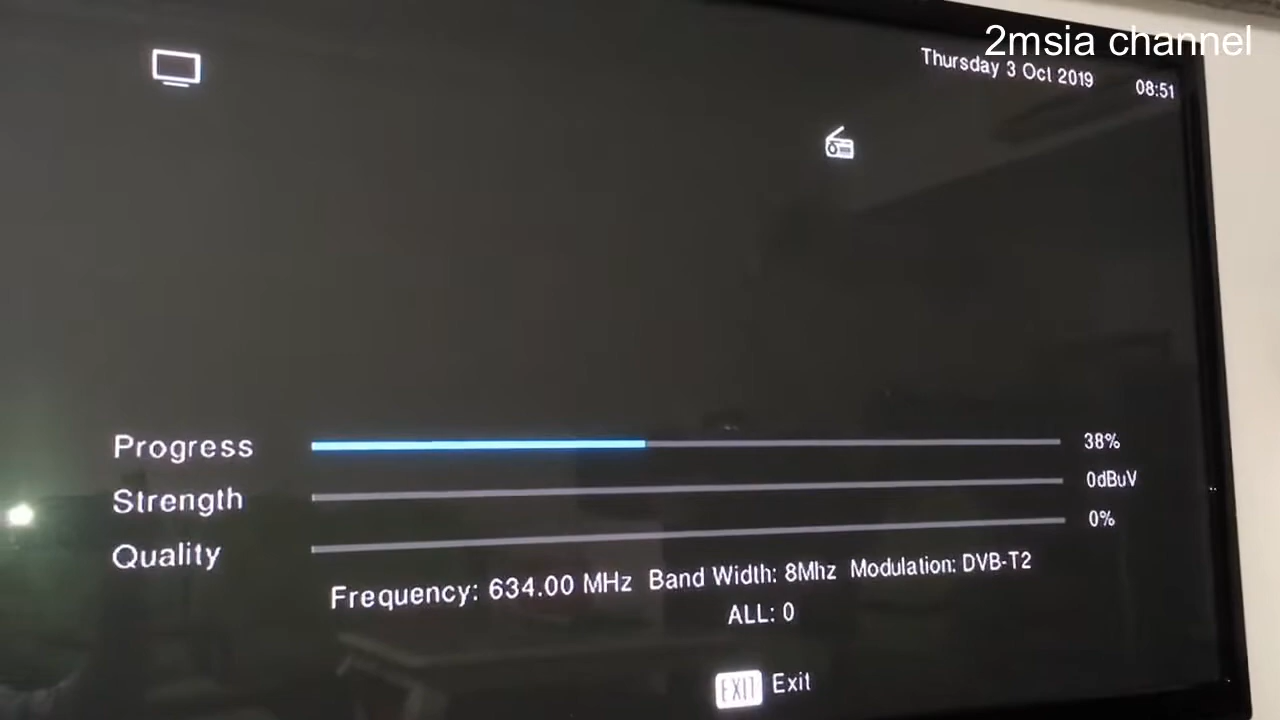 2msia channel
Thursday 3 Oct 2019 08:51
Progress 38%
Strength 0dBuV
Quality 0%
Frequency: 634.00 MHz Band Width: 8Mhz Modulation: DVB-T2
ALL: 0
EXIT Exit